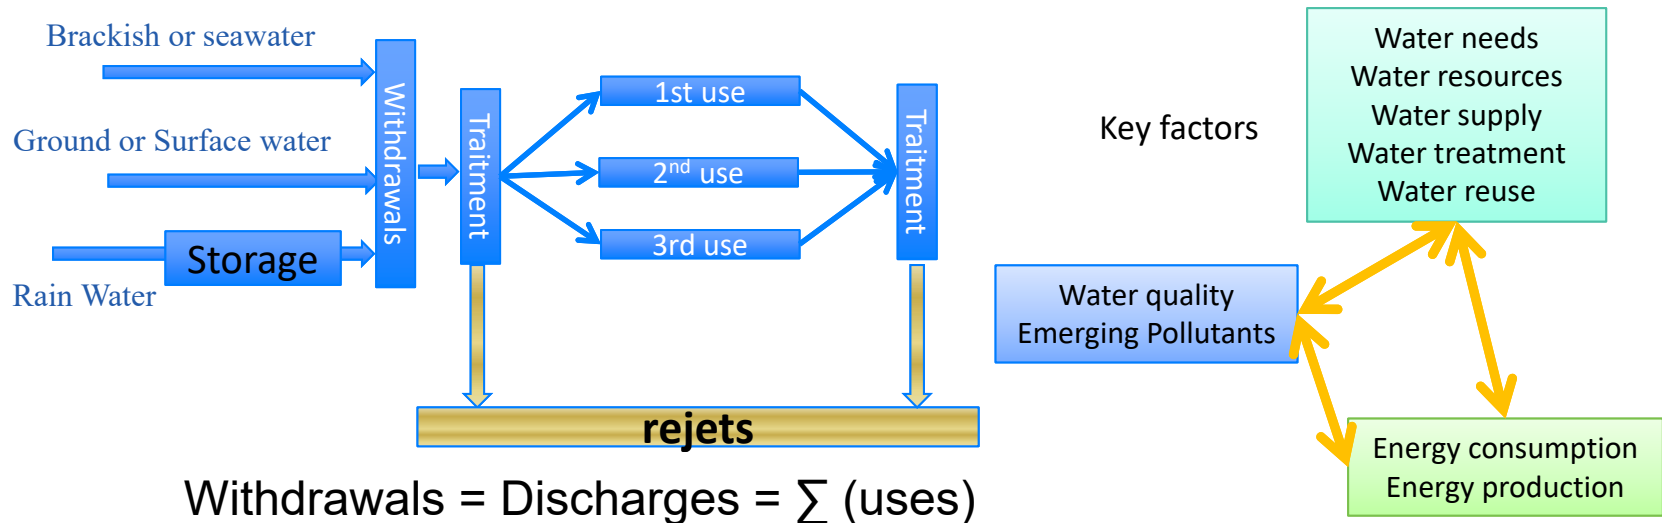 Brackish or seawater
Ground or Surface water
Storage
Rain Water
Withdrawals
Traitment
1st use
2nd use
3rd use
Traitment
rejets
Withdrawals = Discharges = ∑ (uses)
Key factors
Water needs
Water resources
Water supply
Water treatment
Water reuse
Water quality
Emerging Pollutants
Energy consumption
Energy production